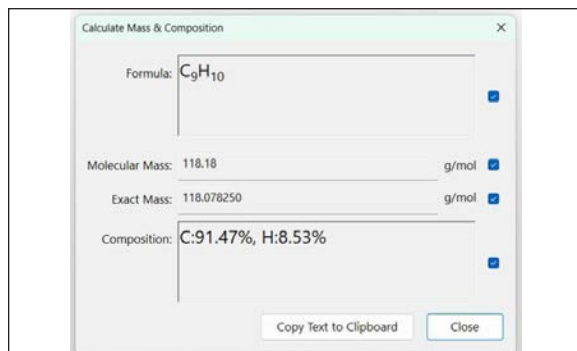 Calculate Mass & Composition
Formula: C₉H₁₀
Molecular Mass: 118.18 g/mol
Exact Mass: 118.078250 g/mol
Composition: C:91.47%, H:8.53%
Copy Text to Clipboard Close